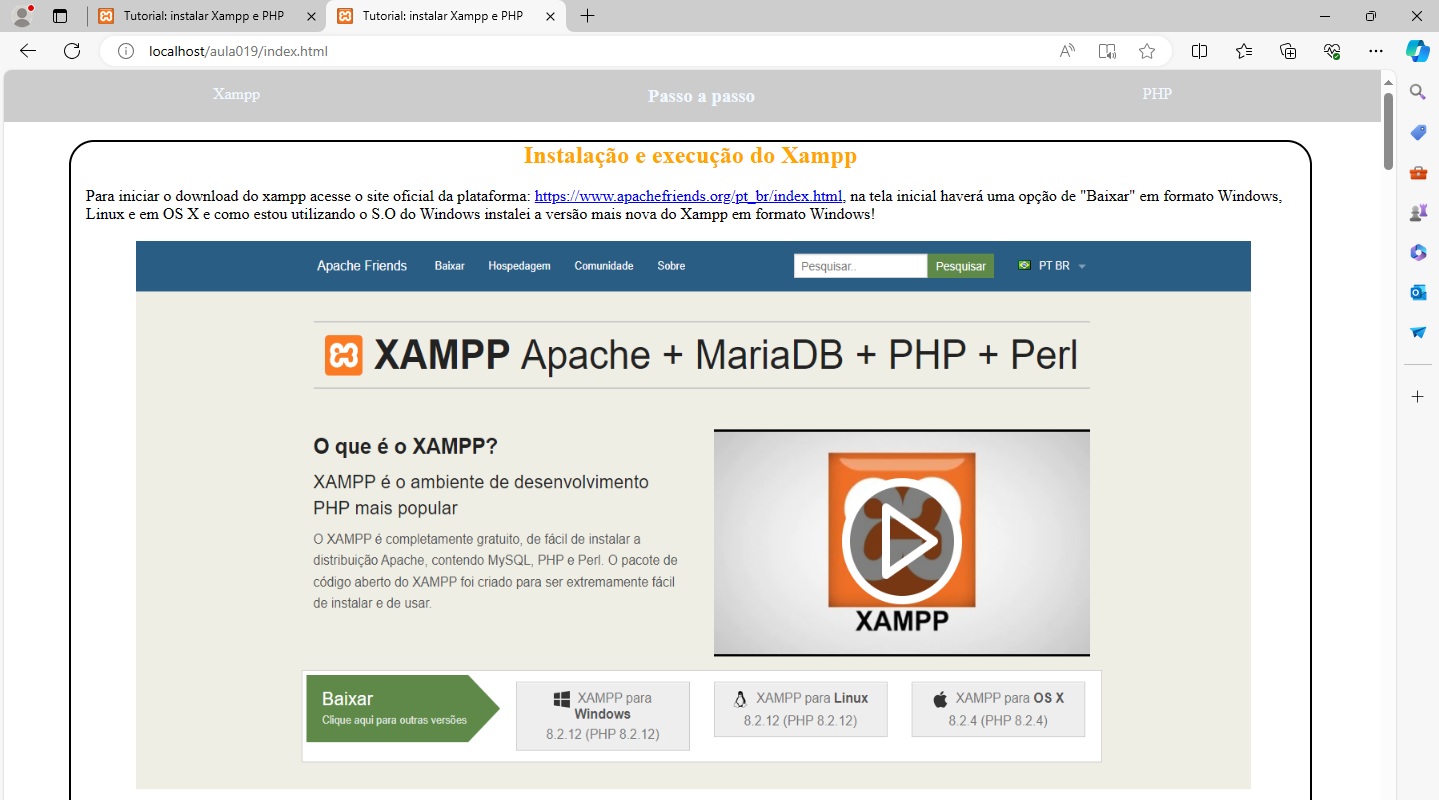 Tutorial: instalar Xampp e PHP
Tutorial: instalar Xampp e PHP
localhost/aula019/index.html
Xampp
Passo a passo
PHP
Instalação e execução do Xampp
Para iniciar o download do xampp acesse o site oficial da plataforma: https://www.apachefriends.org/pt_br/index.html, na tela inicial haverá uma opção de "Baixar" em formato Windows,
Linux e em OS X e como estou utilizando o S.O do Windows instalei a versão mais nova do Xampp em formato Windows!
Apache Friends Baixar Hospedagem Comunidade Sobre Pesquisar.. Pesquisar PT BR
XAMPP Apache + MariaDB + PHP + Perl
O que é o XAMPP?
XAMPP é o ambiente de desenvolvimento
PHP mais popular
O XAMPP é completamente gratuito, de fácil de instalar a
distribuição Apache, contendo MySQL, PHP e Perl. O pacote de
código aberto do XAMPP foi criado para ser extremamente fácil
de instalar e de usar.
XAMPP
Baixar
Clique aqui para outras versões
XAMPP para
Windows
8.2.12 (PHP 8.2.12)
XAMPP para Linux
8.2.12 (PHP 8.2.12)
XAMPP para OS X
8.2.4 (PHP 8.2.4)